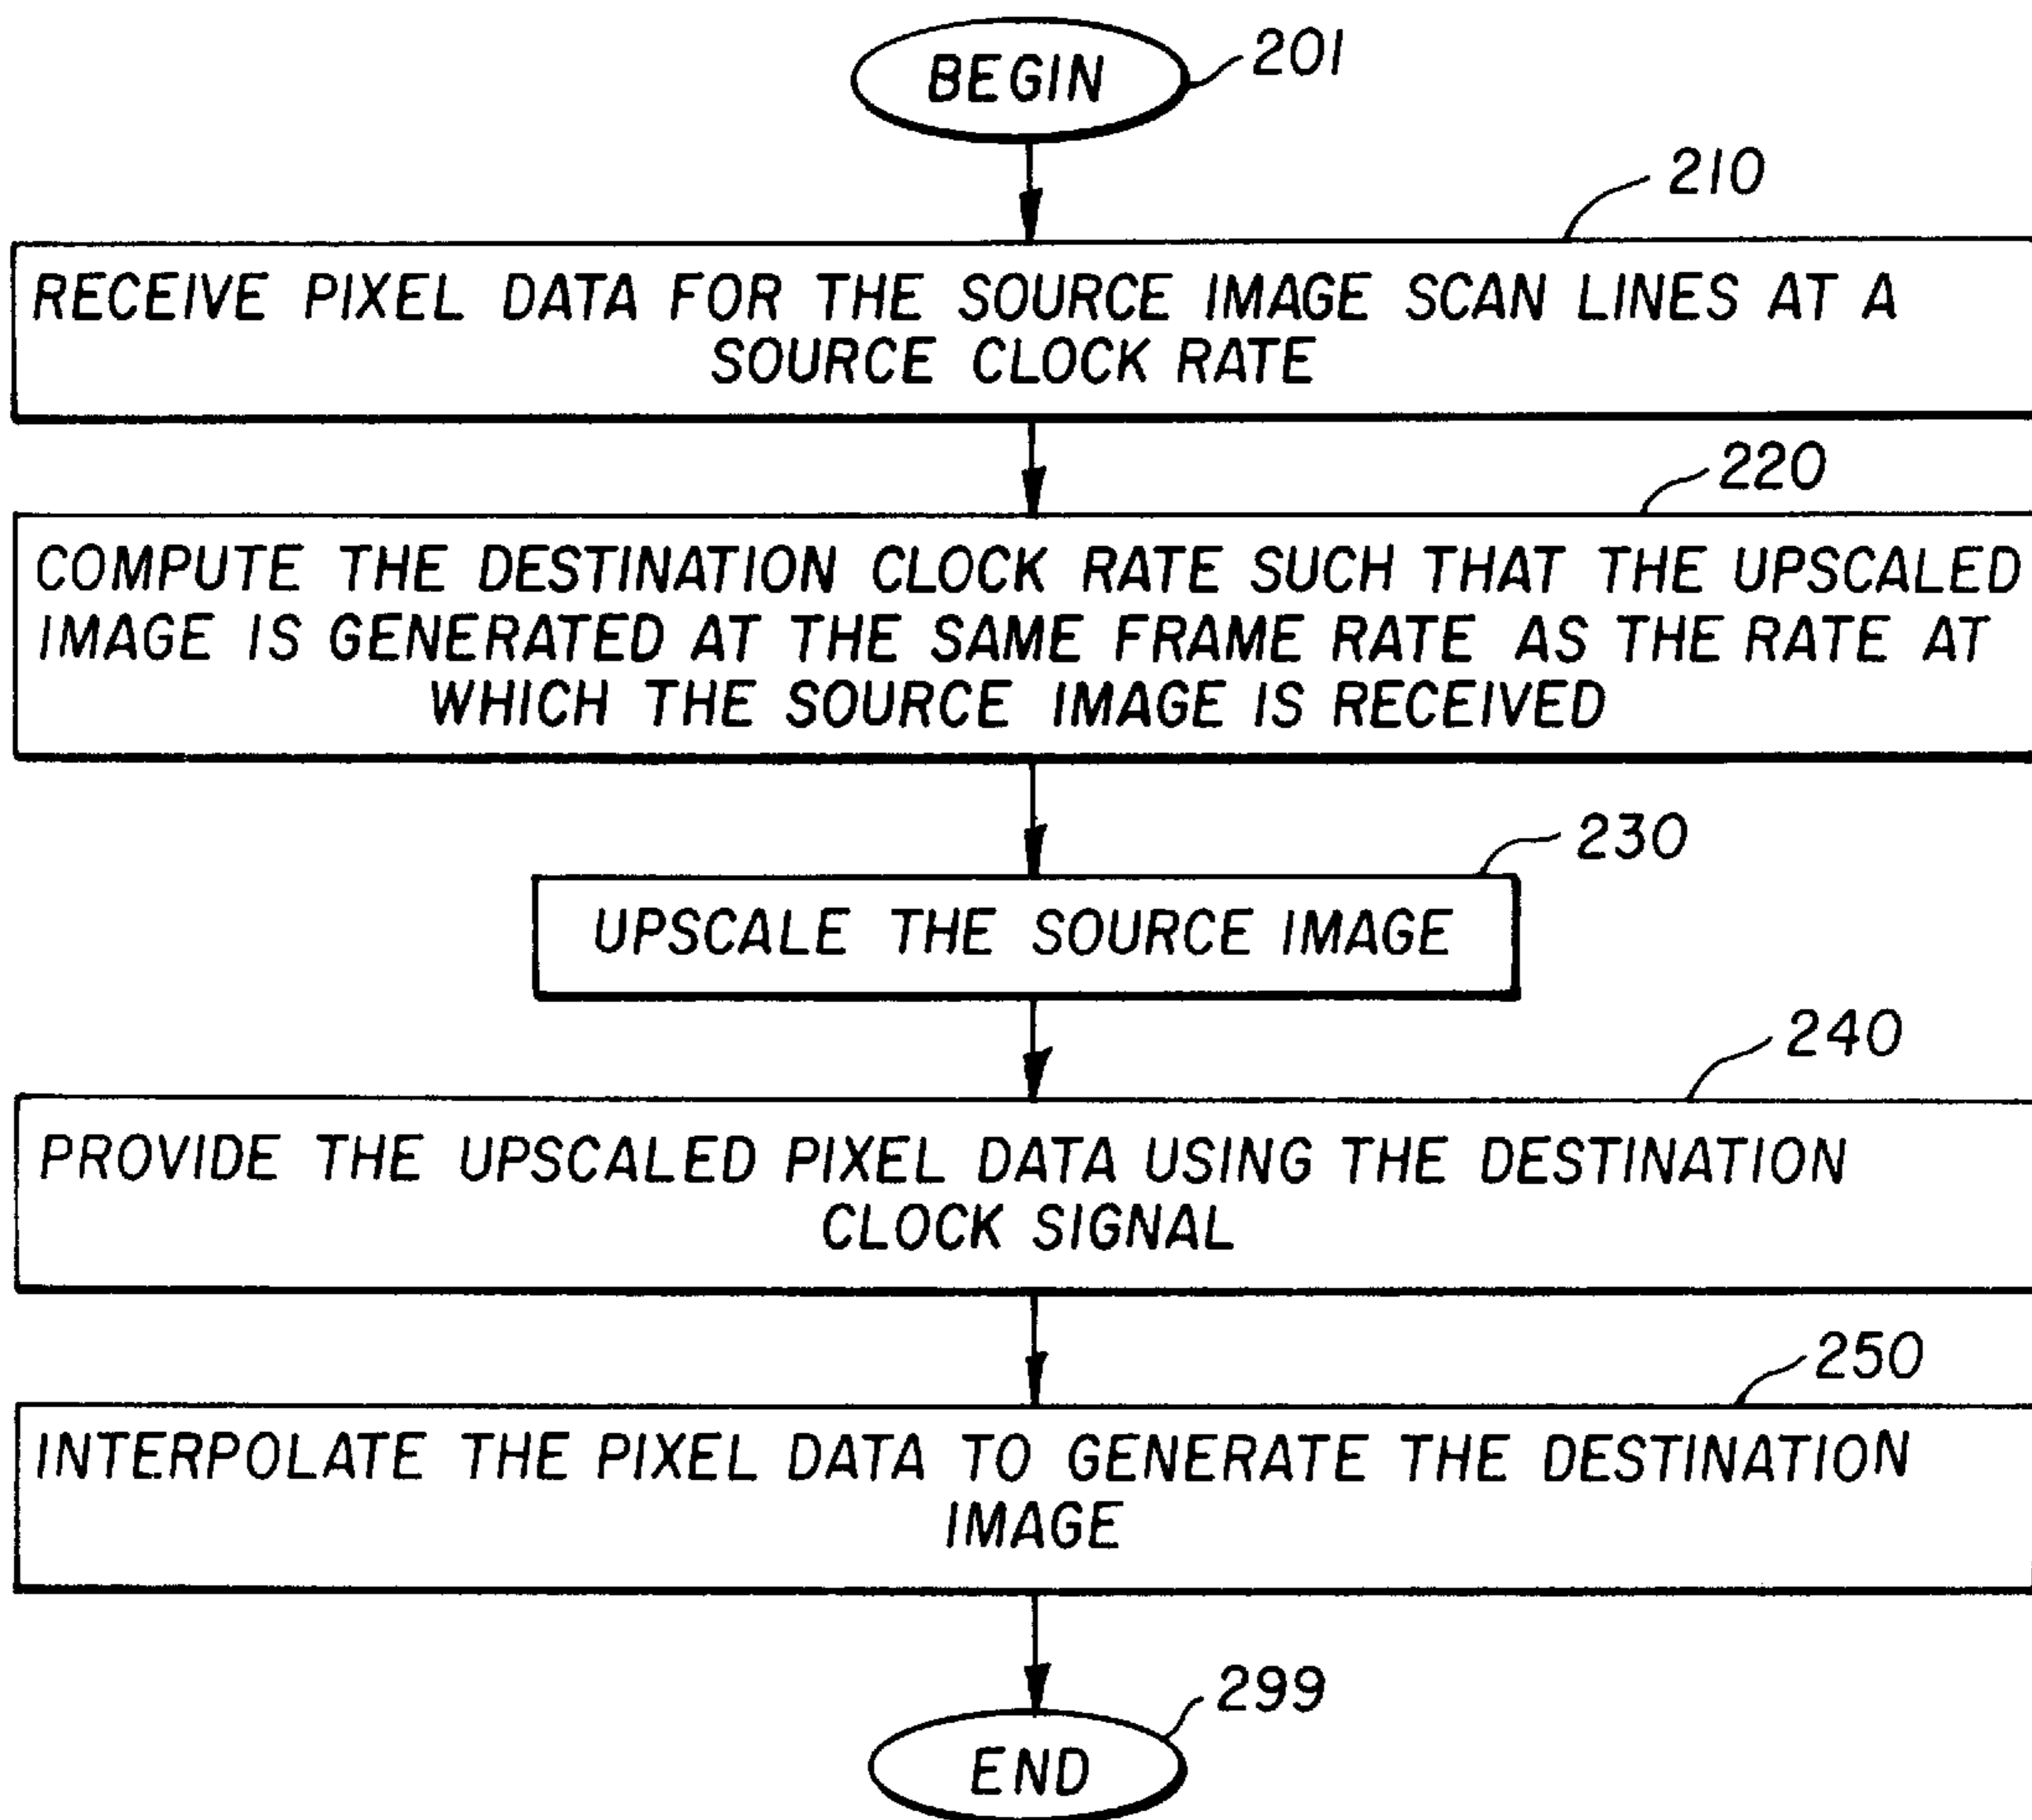 BEGIN
201
210
RECEIVE PIXEL DATA FOR THE SOURCE IMAGE SCAN LINES AT A
SOURCE CLOCK RATE
220
COMPUTE THE DESTINATION CLOCK RATE SUCH THAT THE UPSCALED
IMAGE IS GENERATED AT THE SAME FRAME RATE AS THE RATE AT
WHICH THE SOURCE IMAGE IS RECEIVED
230
UPSCALE THE SOURCE IMAGE
240
PROVIDE THE UPSCALED PIXEL DATA USING THE DESTINATION
CLOCK SIGNAL
250
INTERPOLATE THE PIXEL DATA TO GENERATE THE DESTINATION
IMAGE
299
END